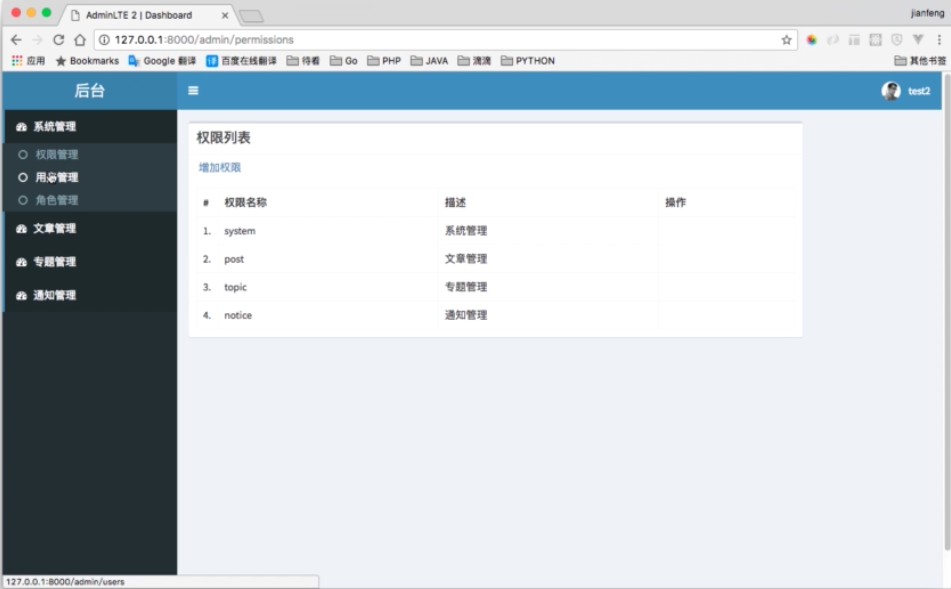 AdminLTE 2 | Dashboard
jianfeng
127.0.0.1:8000/admin/permissions
应用 Bookmarks Google 翻译 百度在线翻译 待看 Go PHP JAVA 滴滴 PYTHON 其他书签
后台
test2
系统管理
权限管理
用户管理
角色管理
文章管理
专题管理
通知管理
权限列表
增加权限
# 权限名称 描述 操作
1. system 系统管理
2. post 文章管理
3. topic 专题管理
4. notice 通知管理
127.0.0.1:8000/admin/users